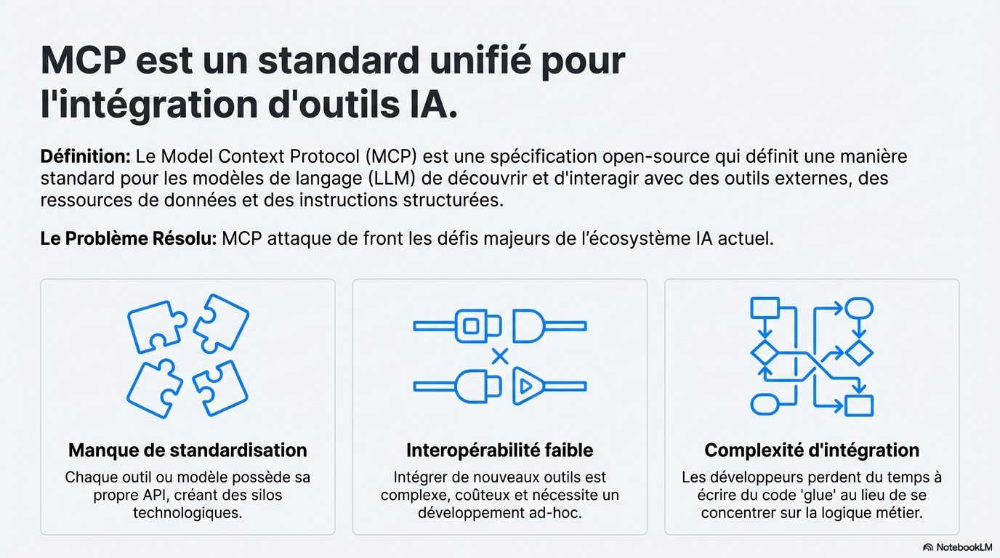 MCP est un standard unifié pour
l'intégration d'outils IA.
Définition: Le Model Context Protocol (MCP) est une spécification open-source qui définit une manière
standard pour les modèles de langage (LLM) de découvrir et d'interagir avec des outils externes, des
ressources de données et des instructions structurées.
Le Problème Résolu: MCP attaque de front les défis majeurs de l’écosystème IA actuel.
Manque de standardisation
Chaque outil ou modèle possède sa
propre API, créant des silos
technologiques.
Interopérabilité faible
Intégrer de nouveaux outils est
complexe, coûteux et nécessite un
développement ad-hoc.
Complexité d'intégration
Les développeurs perdent du temps à
écrire du code 'glue' au lieu de se
concentrer sur la logique métier.
NotebookLM